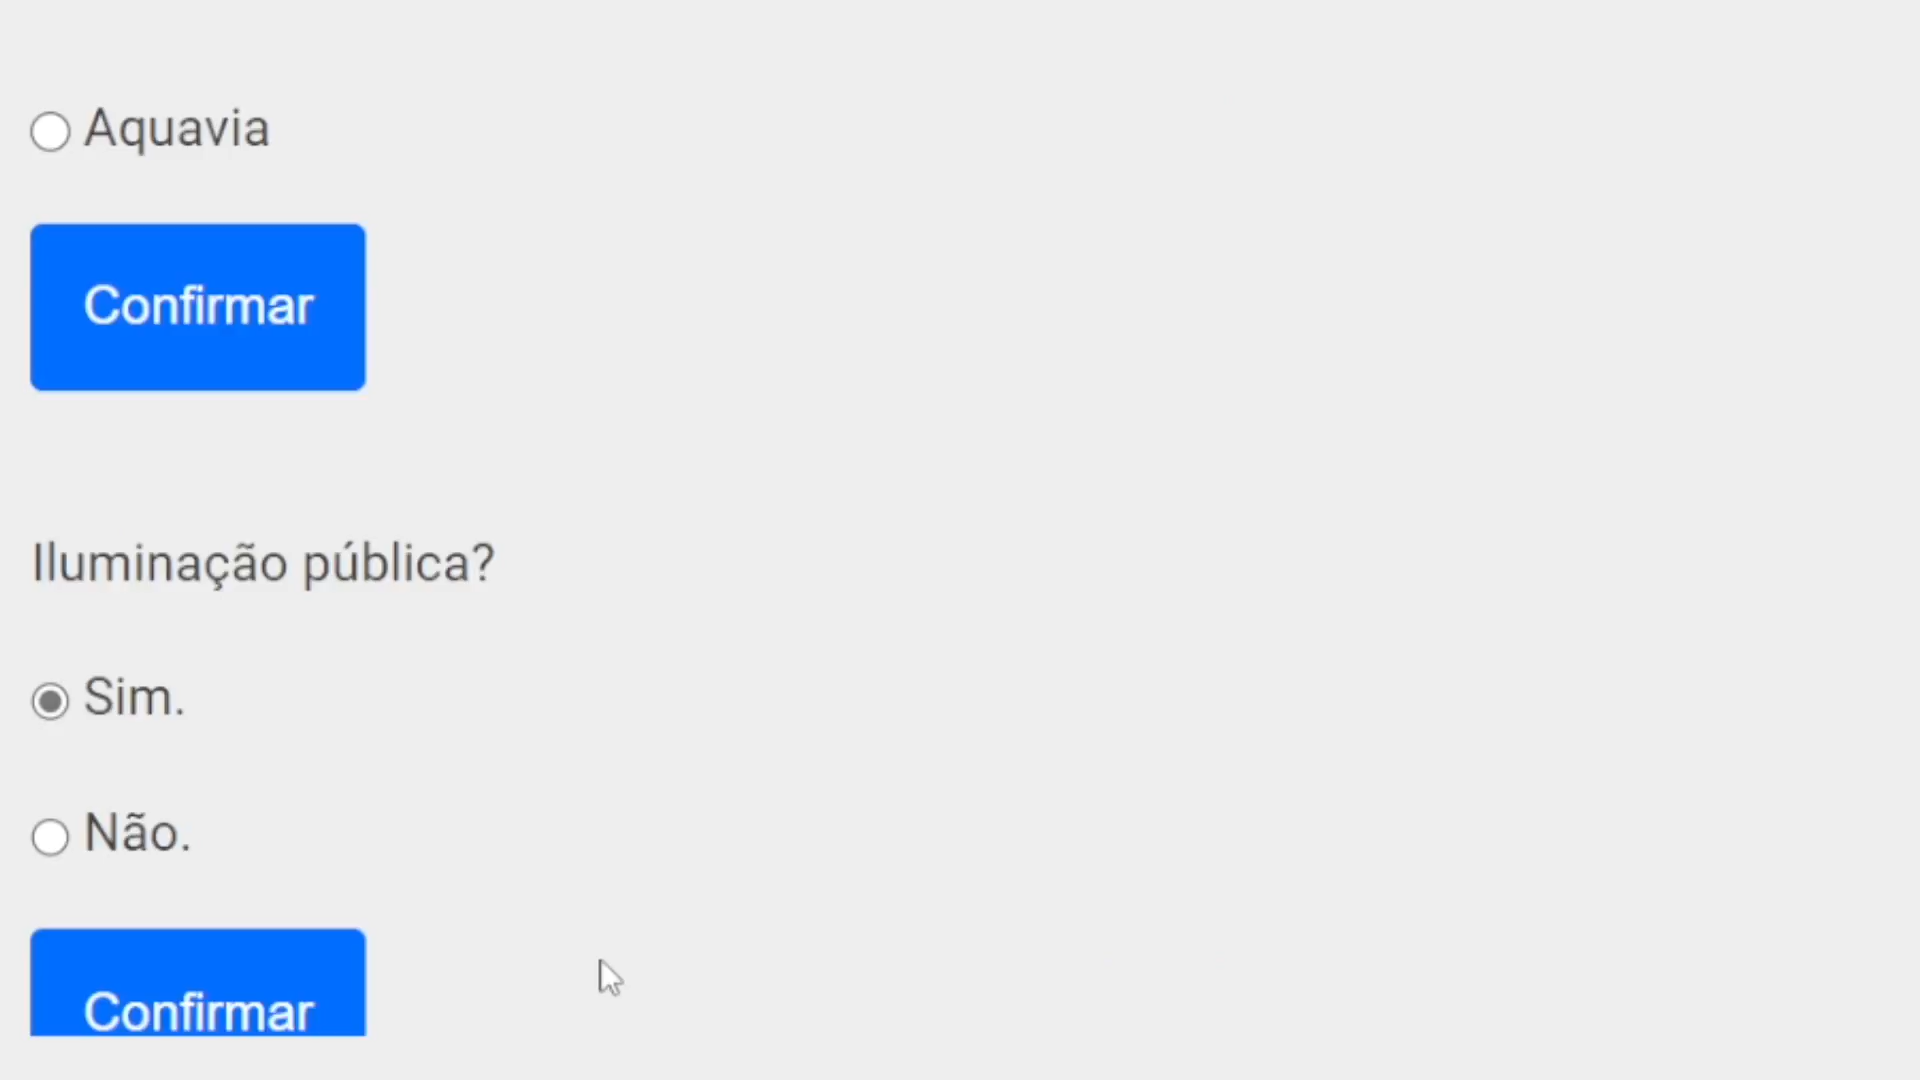 Aquavia
Confirmar
Iluminação pública?
Sim.
Não.
Confirmar